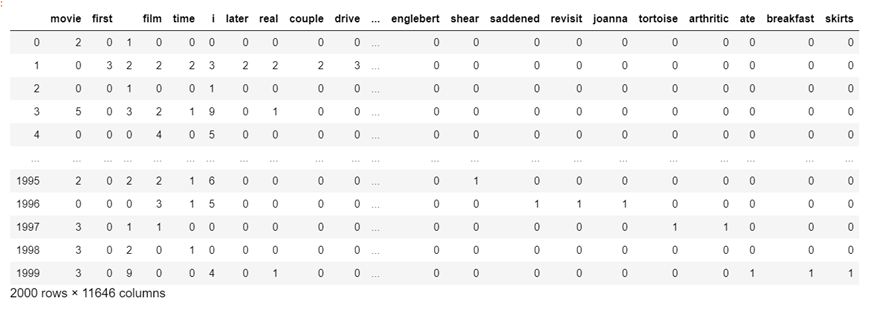 :
movie first film time i later real couple drive ... englebert shear saddened revisit joanna tortoise arthritic ate breakfast skirts
0 2 0 1 0 0 0 0 0 0 0 ... 0 0 0 0 0 0 0 0 0 0
1 0 3 2 2 2 3 2 2 2 3 ... 0 0 0 0 0 0 0 0 0 0
2 0 0 1 0 0 1 0 0 0 0 ... 0 0 0 0 0 0 0 0 0 0
3 5 0 3 2 1 9 0 1 0 0 ... 0 0 0 0 0 0 0 0 0 0
4 0 0 0 4 0 5 0 0 0 0 ... 0 0 0 0 0 0 0 0 0 0
... ... ... ... ... ... ... ... ... ... ... ... ... ... ... ... ... ... ... ... ... ...
1995 2 0 2 2 1 6 0 0 0 0 ... 0 1 0 0 0 0 0 0 0 0
1996 0 0 0 3 1 5 0 0 0 0 ... 0 0 1 1 1 0 0 0 0 0
1997 3 0 1 1 0 0 0 0 0 0 ... 0 0 0 0 0 1 1 0 0 0
1998 3 0 2 0 1 0 0 0 0 0 ... 0 0 0 0 0 0 0 0 0 0
1999 3 0 9 0 0 4 0 1 0 0 ... 0 0 0 0 0 0 0 1 1 1
2000 rows × 11646 columns